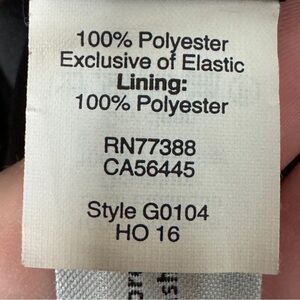 100% Polyester
Exclusive of Elastic
Lining:
100% Polyester
RN77388
CA56445
Style G0104
HO 16